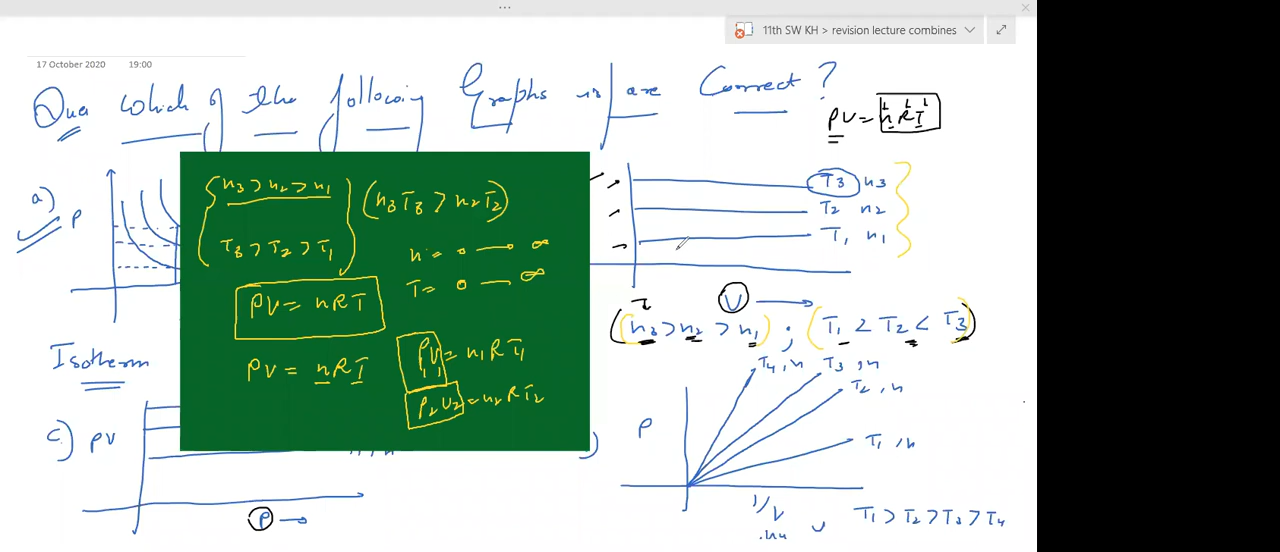 11th SW KH > revision lecture combines
17 October 2020 19:00
Que Which of the following Graphs is/are Correct?
PV = nRT
a) P
n3 > n2 > n1
T3 > T2 > T1
(n3T3 > n2T2)
n = 0 — ∞
T = 0 — ∞
PV = nRT
PV = nRT
P1V1 = n1RT1
P2V2 = n2RT2
T3 n3
T2 n2
T1 n1
V
(n3 > n2 > n1) ; (T1 < T2 < T3)
Isotherm
c) PV
P
P
T4, n
T3, n
T2, n
T1, n
1/V
T1 > T2 > T3 > T4